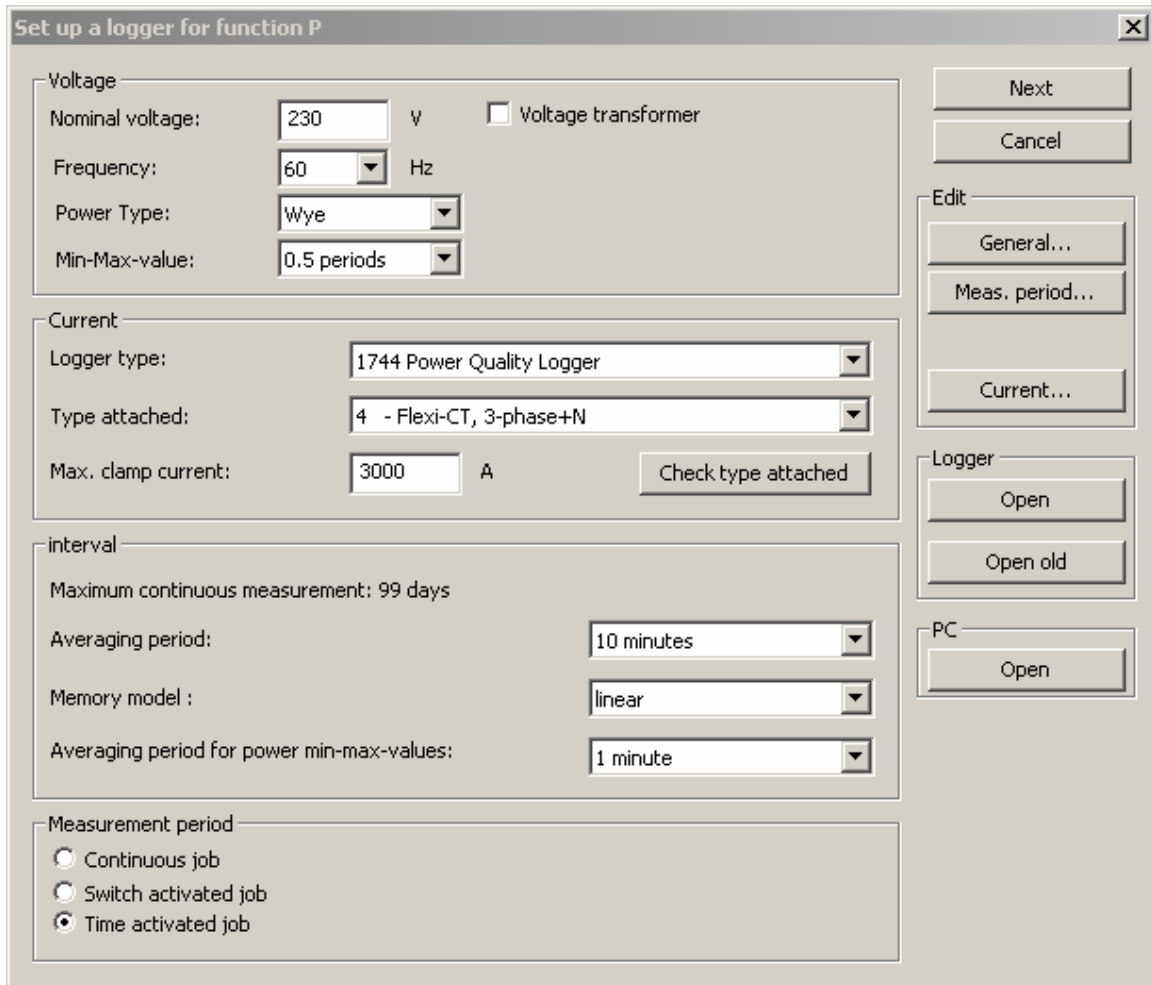 Set up a logger for function P
Voltage
Nominal voltage: 230 V Voltage transformer
Frequency: 60 Hz
Power Type: Wye
Min-Max-value: 0.5 periods
Current
Logger type: 1744 Power Quality Logger
Type attached: 4 - Flexi-CT, 3-phase+N
Max. clamp current: 3000 A Check type attached
interval
Maximum continuous measurement: 99 days
Averaging period: 10 minutes
Memory model : linear
Averaging period for power min-max-values: 1 minute
Measurement period
Continuous job
Switch activated job
Time activated job
Next
Cancel
Edit
General...
Meas. period...
Current...
Logger
Open
Open old
PC
Open